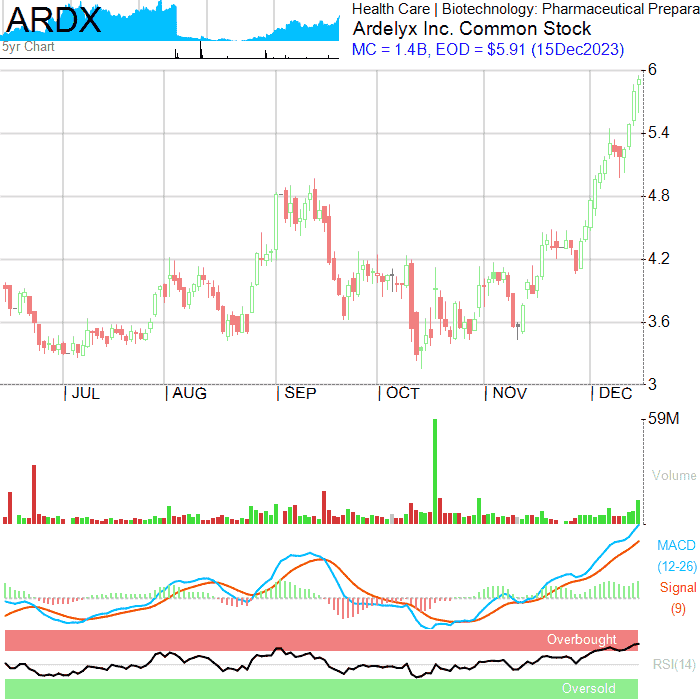 ARDX
5yr Chart
Health Care | Biotechnology: Pharmaceutical Prepara
Ardelyx Inc. Common Stock
MC = 1.4B, EOD = $5.91 (15Dec2023)
6
5.4
4.8
4.2
3.6
3
| JUL | AUG | SEP | OCT | NOV | DEC
59M
Volume
MACD
(12-26)
Signal
(9)
Overbought
RSI(14)
Oversold